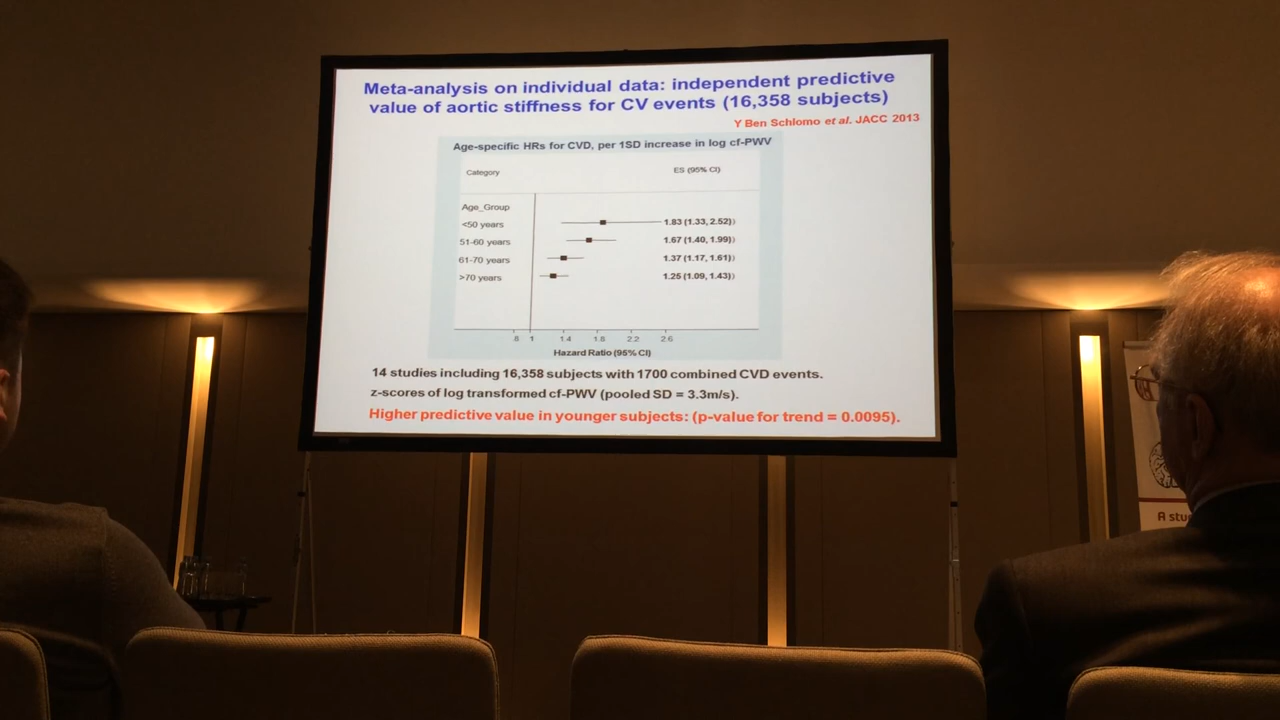 Meta-analysis on individual data: independent predictive
value of aortic stiffness for CV events (16,358 subjects)
Y Ben Schlomo et al. JACC 2013
Age-specific HRs for CVD, per 1SD increase in log cf-PWV
Category ES (95% CI)
Age_Group
<50 years 1.83 (1.33, 2.52))
51-60 years 1.67 (1.40, 1.99))
61-70 years 1.37 (1.17, 1.61))
>70 years 1.25 (1.09, 1.43))
.8 1 1.4 1.8 2.2 2.6
Hazard Ratio (95% CI)
14 studies including 16,358 subjects with 1700 combined CVD events.
z-scores of log transformed cf-PWV (pooled SD = 3.3m/s).
Higher predictive value in younger subjects: (p-value for trend = 0.0095).
A stu